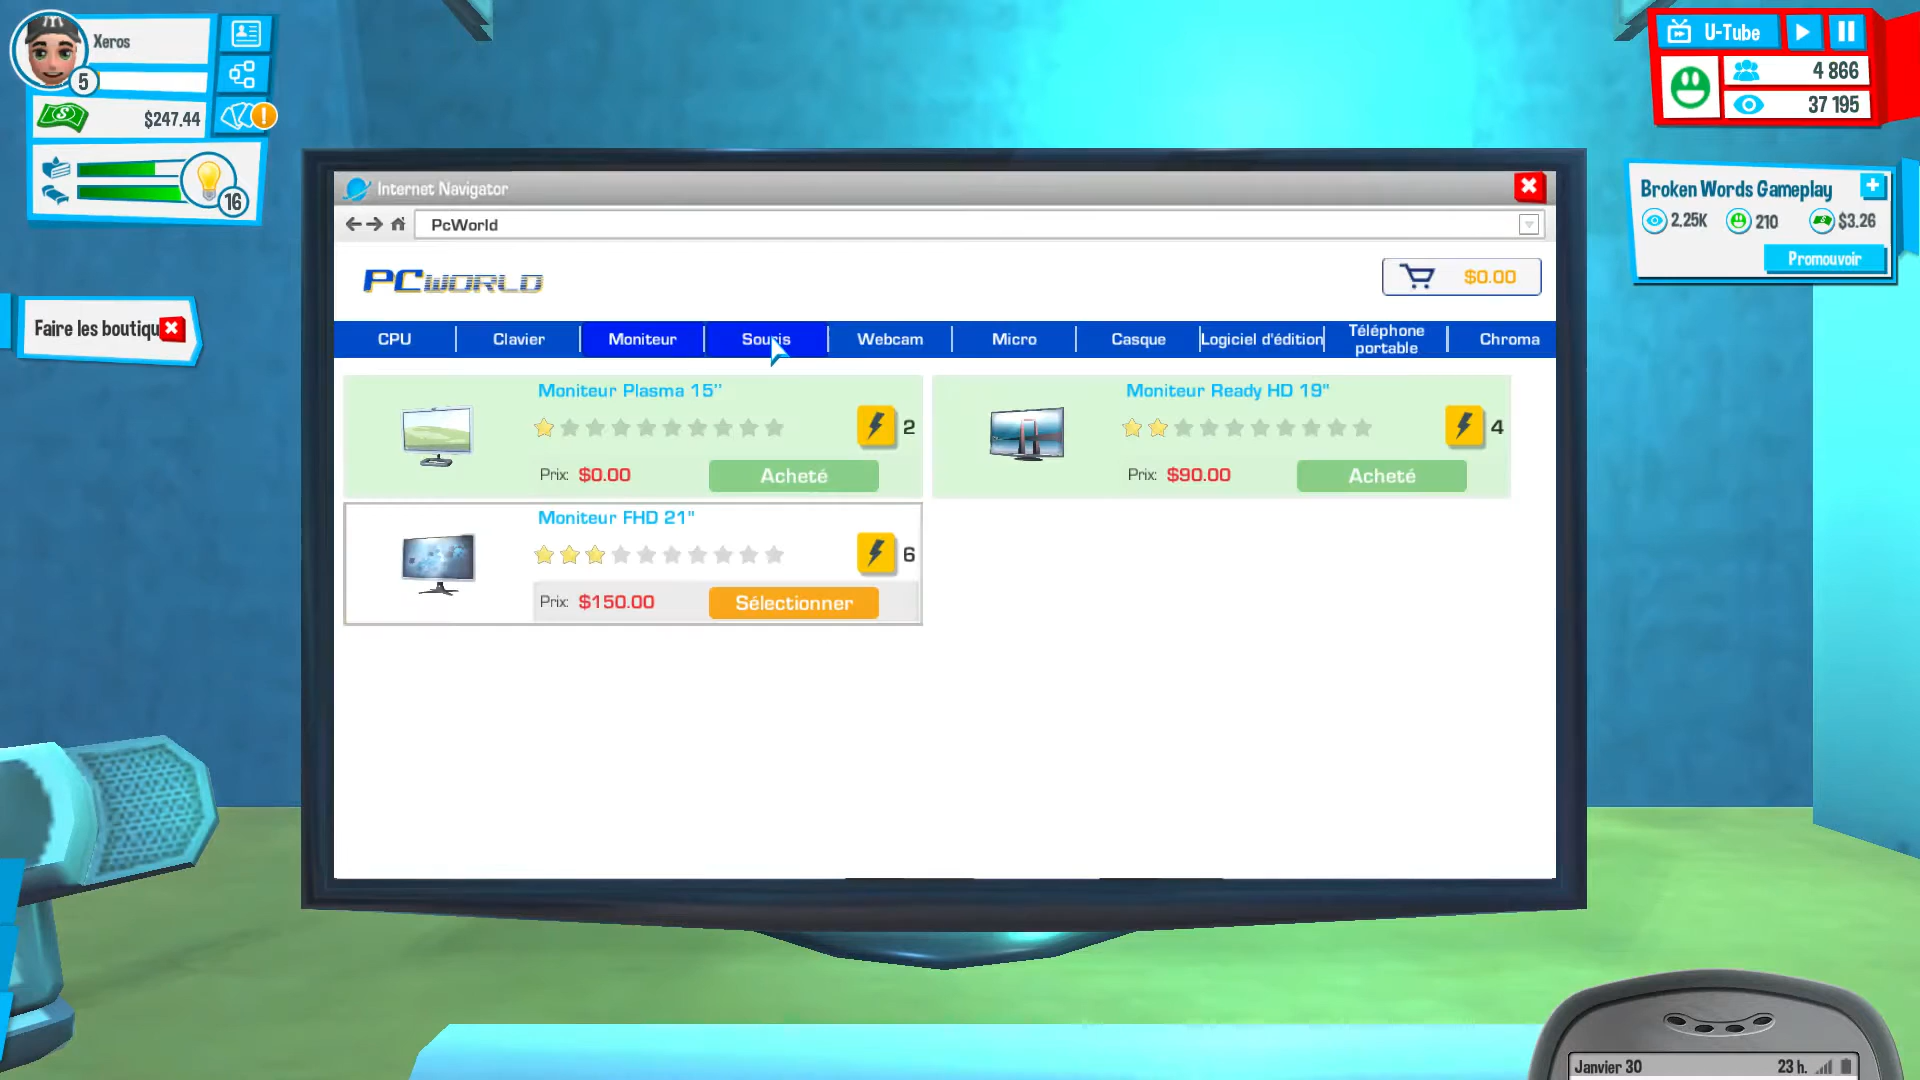 Xeros
5
$247.44
!
16
Faire les boutiqu
U-Tube
4 866
37 195
Broken Words Gameplay
2.25K
210
$3.26
Promouvoir
Internet Navigator
PcWorld
PCWORLD
$0.00
CPU
Clavier
Moniteur
Souris
Webcam
Micro
Casque
Logiciel d'édition
Téléphone
portable
Chroma
Moniteur Plasma 15''
2
Prix: $0.00
Acheté
Moniteur Ready HD 19"
4
Prix: $90.00
Acheté
Moniteur FHD 21"
6
Prix: $150.00
Sélectionner
Janvier 30
23 h.